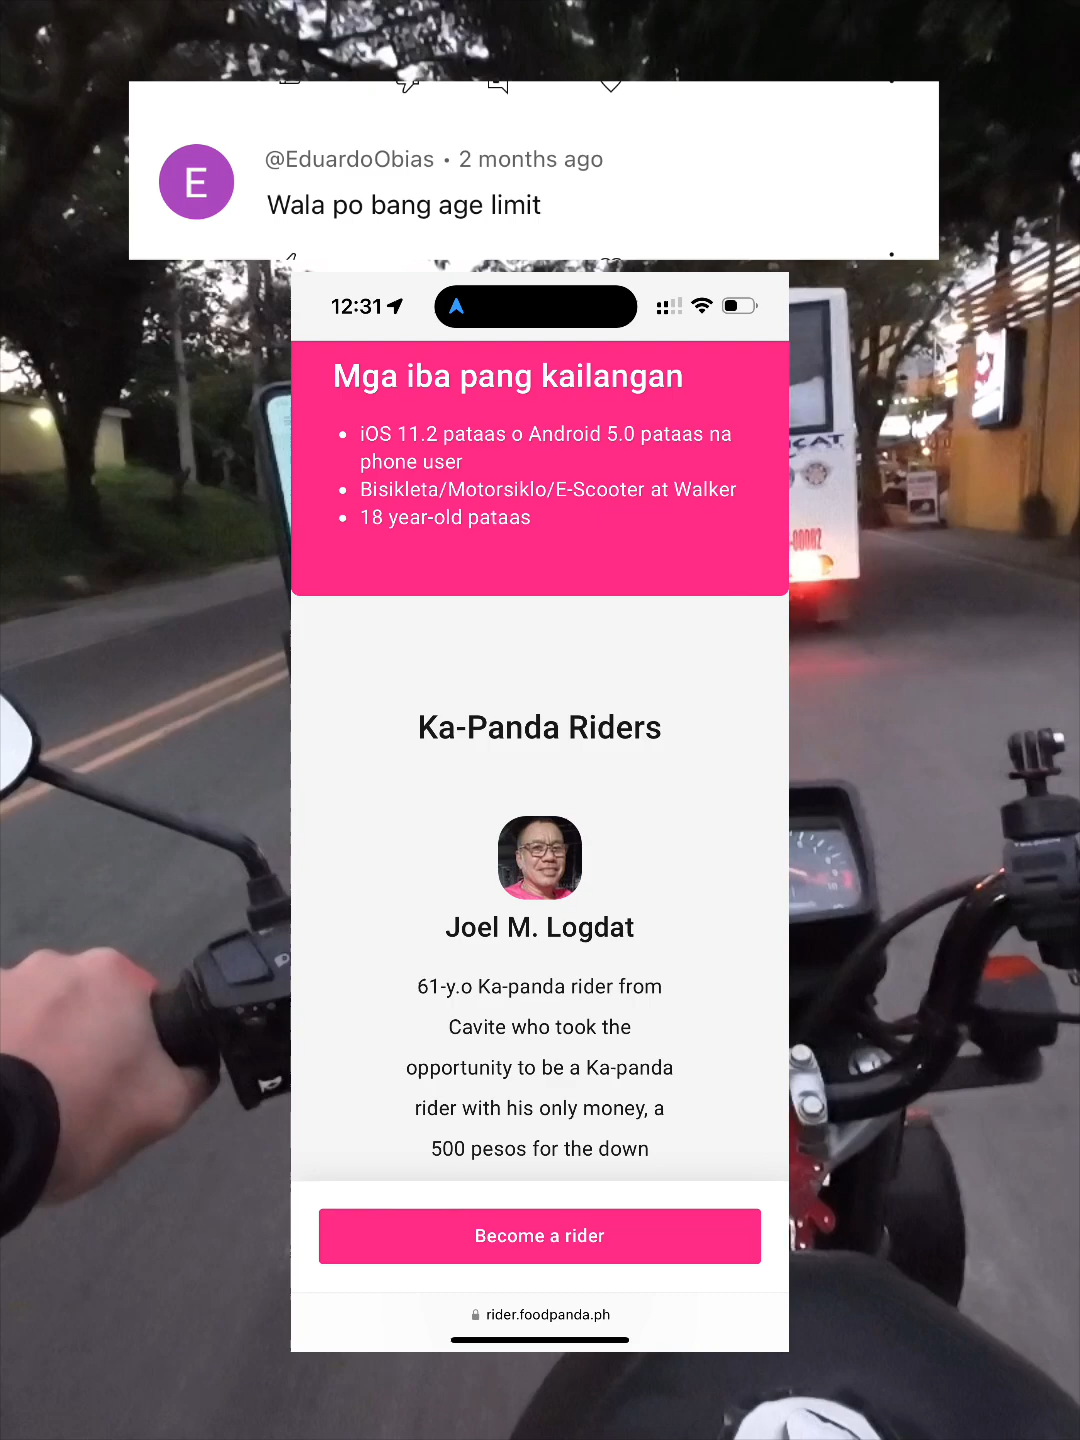 E
@EduardoObias • 2 months ago
Wala po bang age limit
12:31
Mga iba pang kailangan
• iOS 11.2 pataas o Android 5.0 pataas na
phone user
• Bisikleta/Motorsiklo/E-Scooter at Walker
• 18 year-old pataas
Ka-Panda Riders
Joel M. Logdat
61-y.o Ka-panda rider from
Cavite who took the
opportunity to be a Ka-panda
rider with his only money, a
500 pesos for the down
Become a rider
rider.foodpanda.ph